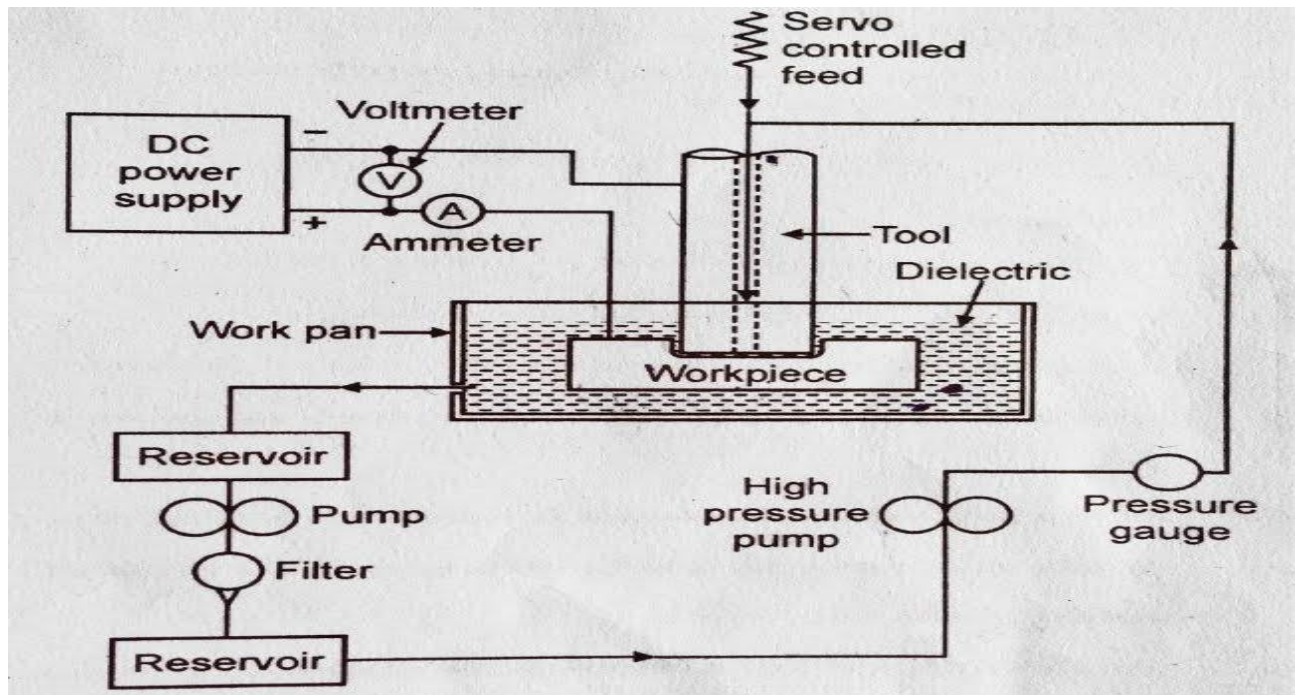 Servo
controlled
feed
Voltmeter
DC
power
supply
−
+
V
A
Ammeter
Tool
Dielectric
Work pan
Workpiece
Reservoir
Pump
Filter
Reservoir
High
pressure
pump
Pressure
gauge